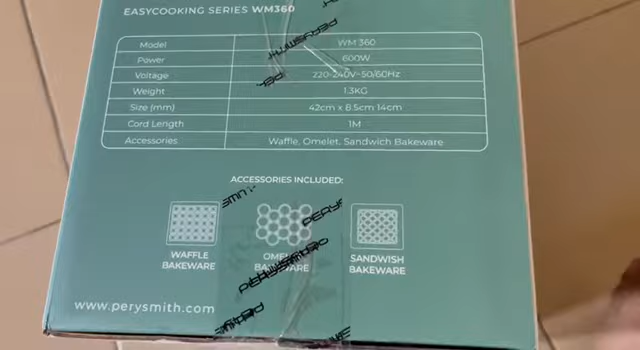 EASYCOOKING SERIES WM360
Model WM 360
Power 600W
Voltage 220-240V~50/60Hz
Weight 1.3KG
Size (mm) 42cm x 8.5cm 14cm
Cord Length 1M
Accessories Waffle, Omelet, Sandwich Bakeware
PERYSMITH
ACCESSORIES INCLUDED:
WAFFLE
BAKEWARE
SANDWISH
BAKEWARE
www.perysmith.com